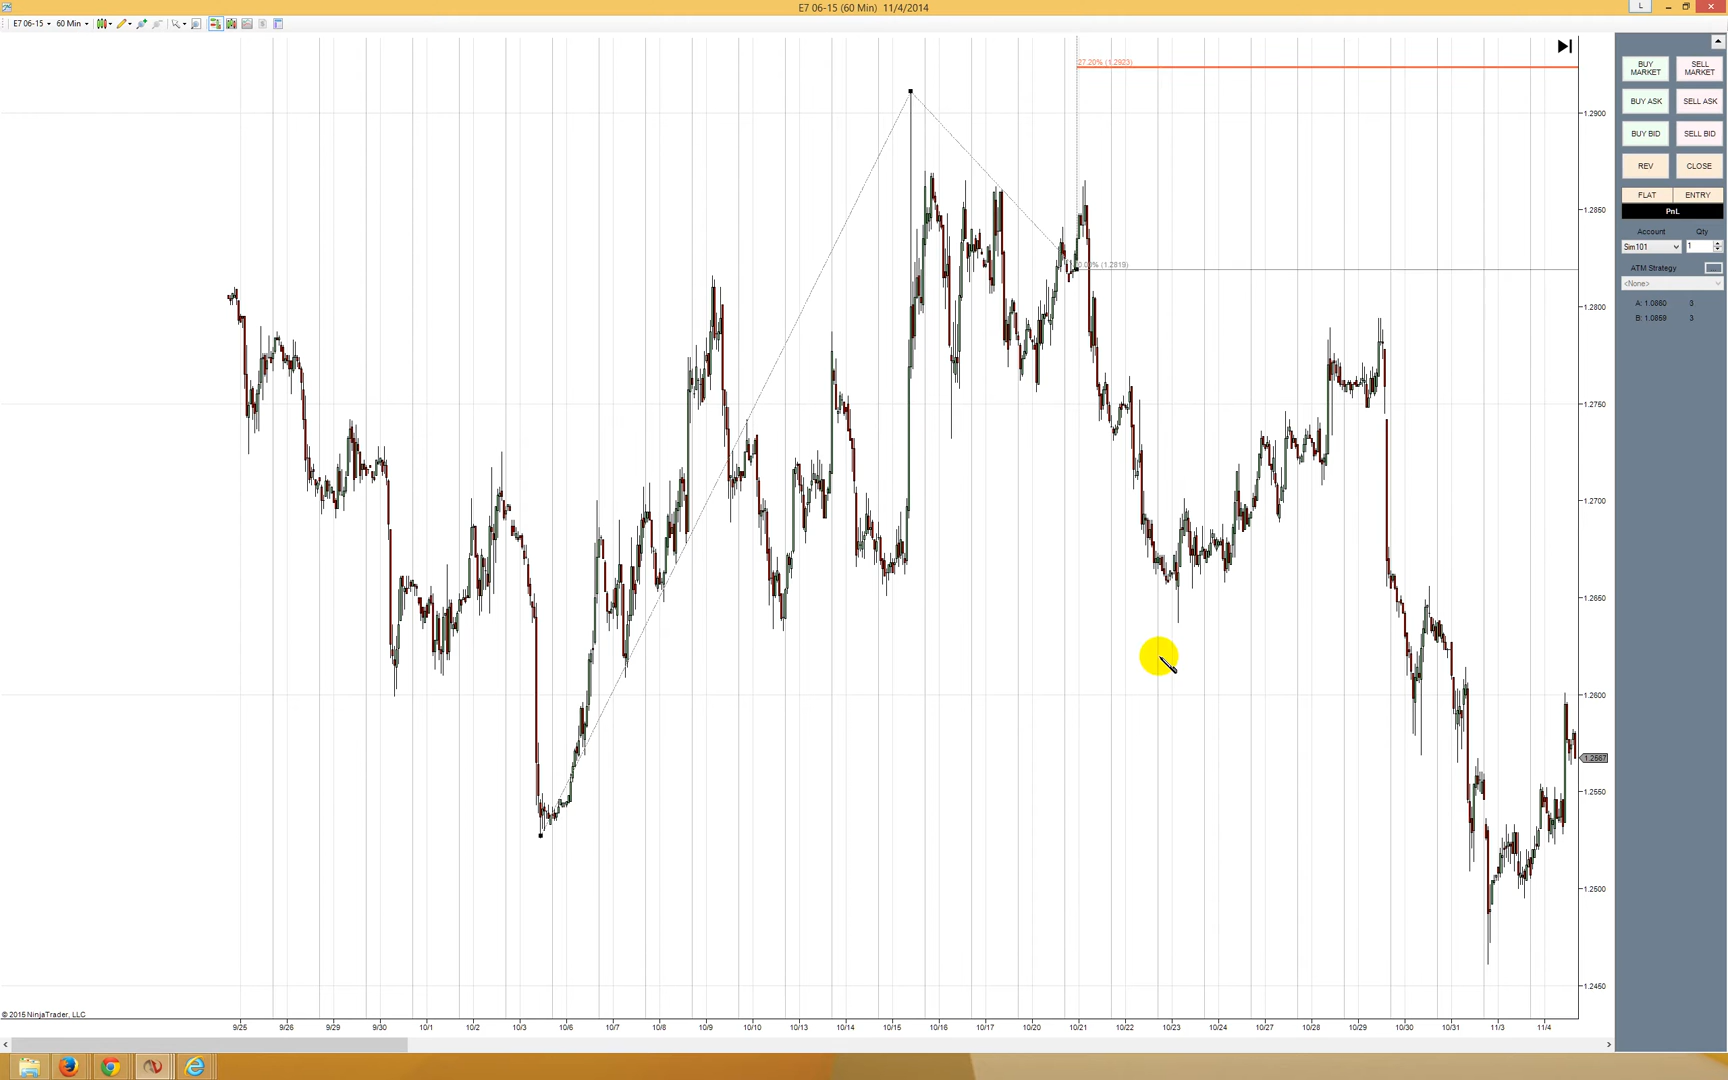 E7 06-15 (60 Min) 11/4/2014
L
E7 06-15
60 Min
27.20% (1.2923)
0.00% (1.2819)
1.2900
1.2850
1.2800
1.2750
1.2700
1.2650
1.2600
1.2567
1.2550
1.2500
1.2450
BUY MARKET
SELL MARKET
BUY ASK
SELL ASK
BUY BID
SELL BID
REV
CLOSE
FLAT
ENTRY
PnL
Account
Qty
Sim101
1
ATM Strategy
<None>
A: 1.0860 3
B: 1.0869 3
© 2015 NinjaTrader, LLC
9/25 9/26 9/29 9/30 10/1 10/2 10/3 10/6 10/7 10/8 10/9 10/10 10/13 10/14 10/15 10/16 10/17 10/20 10/21 10/22 10/23 10/24 10/27 10/28 10/29 10/30 10/31 11/3 11/4